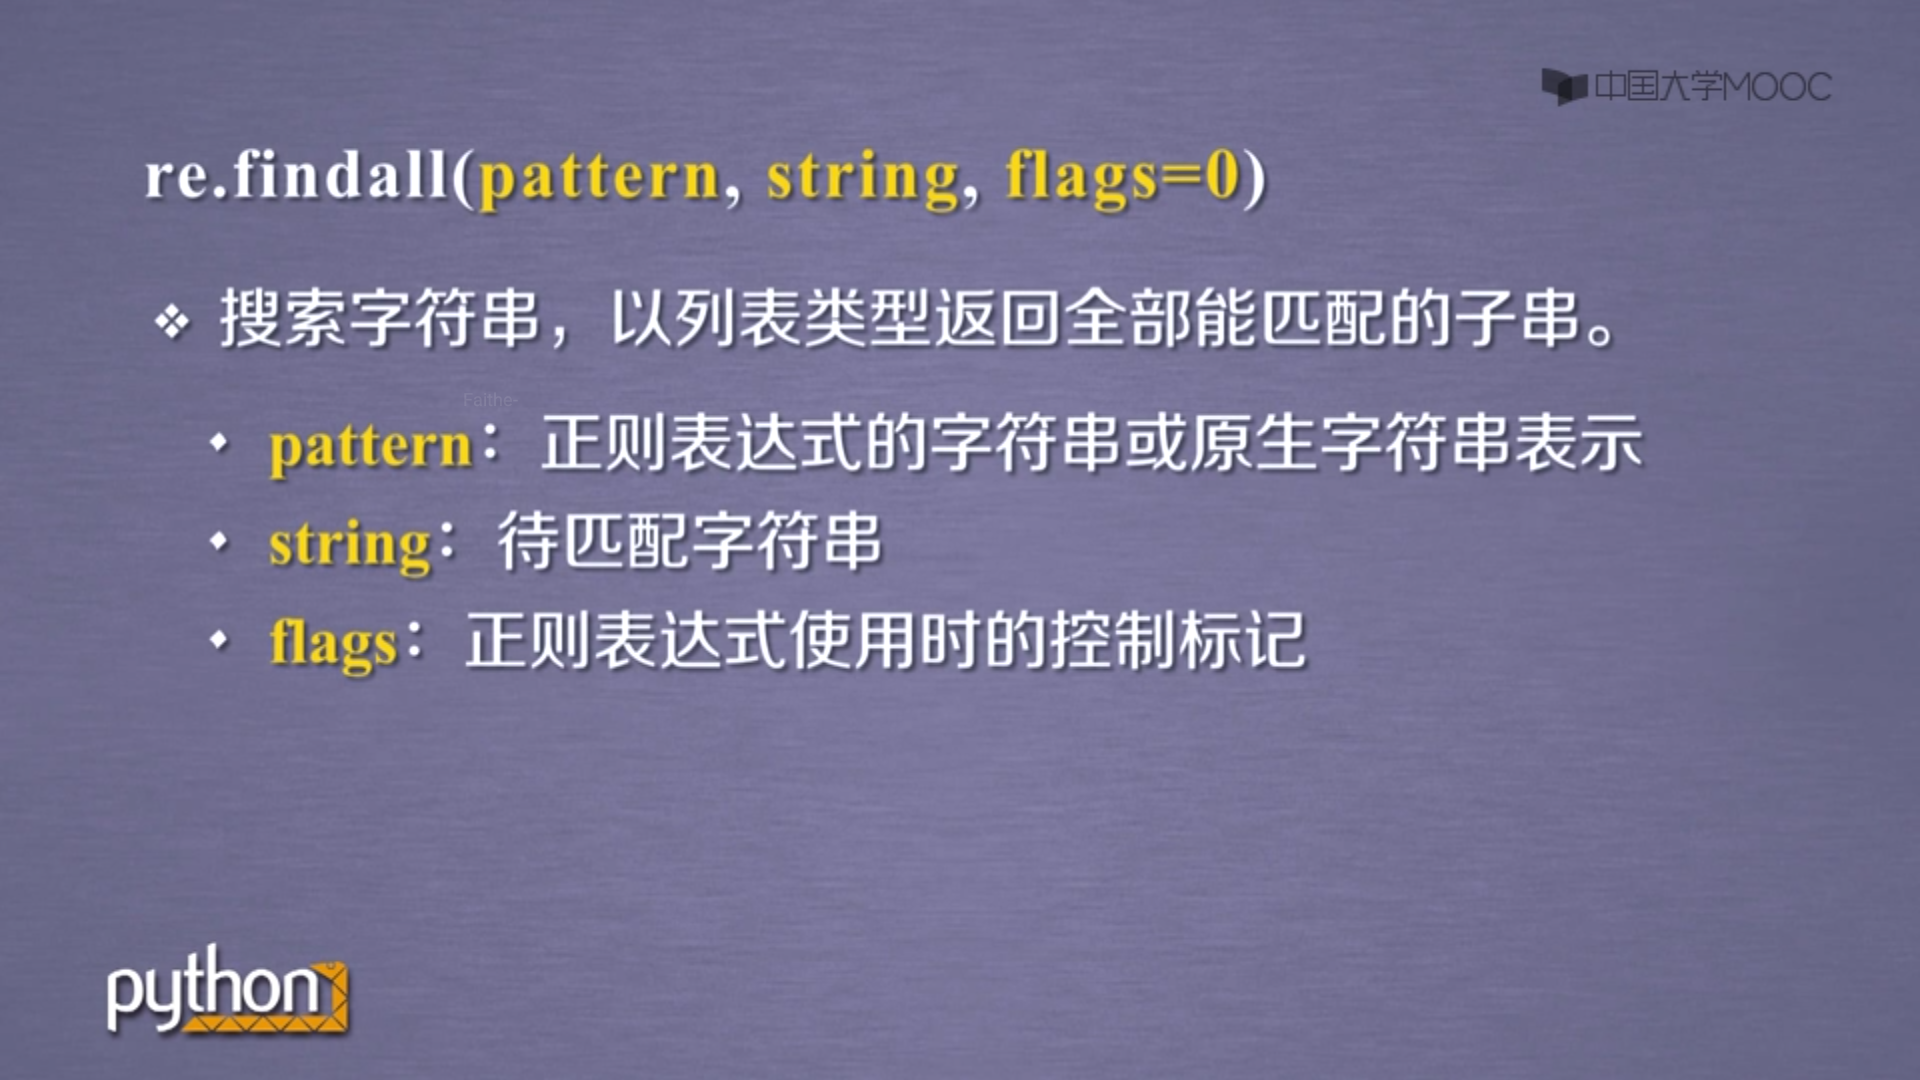 中国大学MOOC
re.findall(pattern, string, flags=0)
❖ 搜索字符串，以列表类型返回全部能匹配的子串。
Faithe-
• pattern：正则表达式的字符串或原生字符串表示
• string：待匹配字符串
• flags：正则表达式使用时的控制标记
python